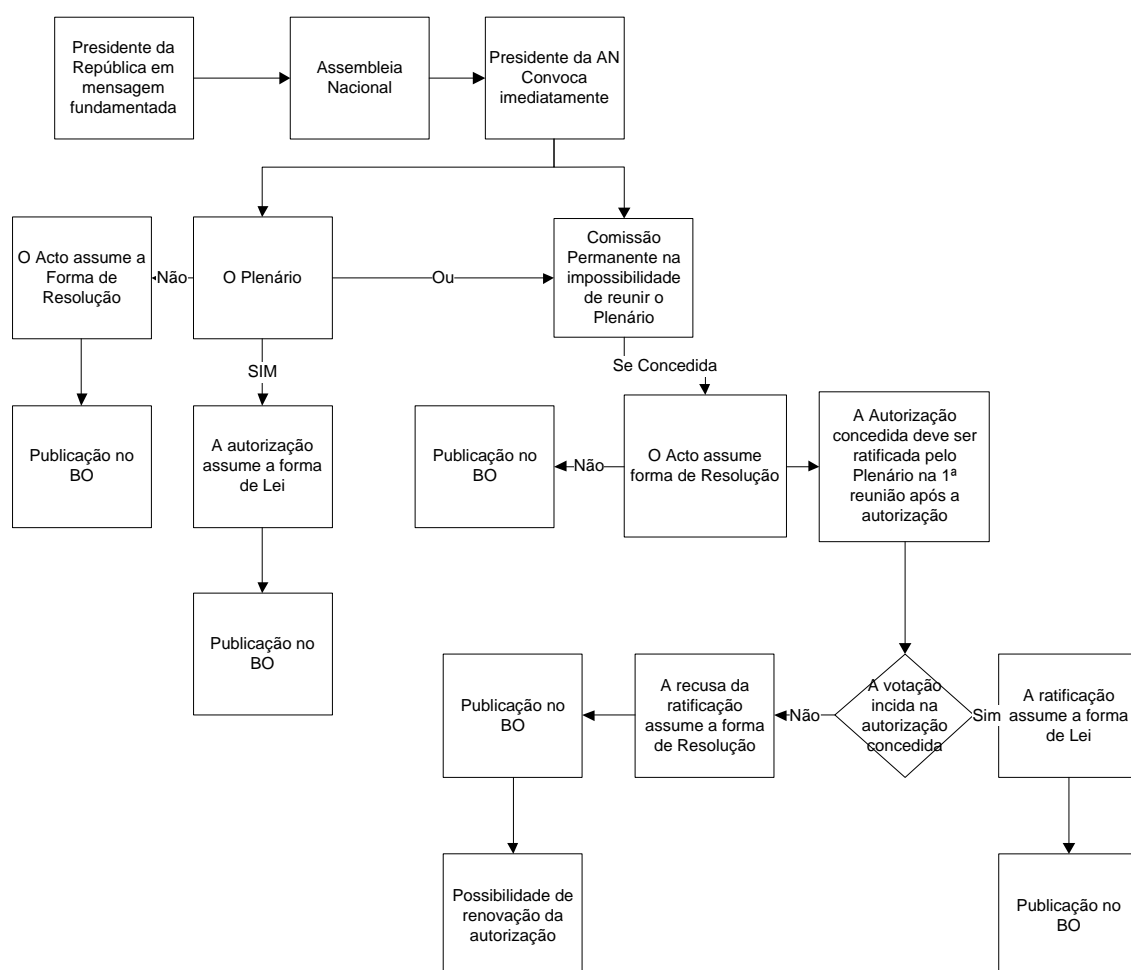 Presidente da
República em
mensagem
fundamentada
Assembleia
Nacional
Presidente da AN
Convoca
imediatamente
O Acto assume a
Forma de
Resolução
Não
O Plenário
Ou
Comissão
Permanente na
impossibilidade
de reunir o
Plenário
SIM
Se Concedida
Publicação no
BO
A autorização
assume a forma
de Lei
Publicação no
BO
Não
O Acto assume
forma de Resolução
A Autorização
concedida deve ser
ratificada pelo
Plenário na 1ª
reunião após a
autorização
Publicação no
BO
Publicação no
BO
A recusa da
ratificação
assume a forma
de Resolução
Não
A votação
incida na
autorização
concedida
Sim
A ratificação
assume a forma
de Lei
Possibilidade de
renovação da
autorização
Publicação no
BO